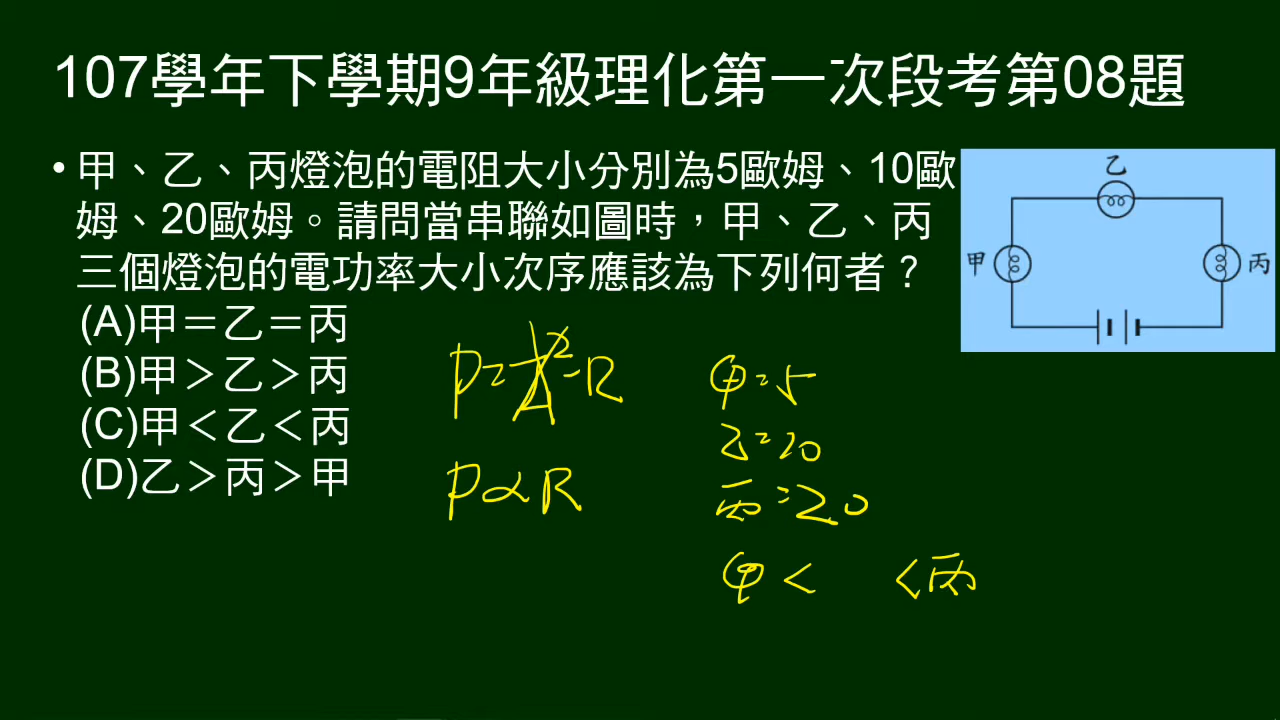 107學年下學期9年級理化第一次段考第08題
• 甲、乙、丙燈泡的電阻大小分別為5歐姆、10歐
姆、20歐姆。請問當串聯如圖時，甲、乙、丙
三個燈泡的電功率大小次序應該為下列何者？
(A)甲＝乙＝丙
(B)甲＞乙＞丙
(C)甲＜乙＜丙
(D)乙＞丙＞甲
乙
甲
丙
P=I²R
P∝R
甲=5
乙=10
丙=20
甲< <丙